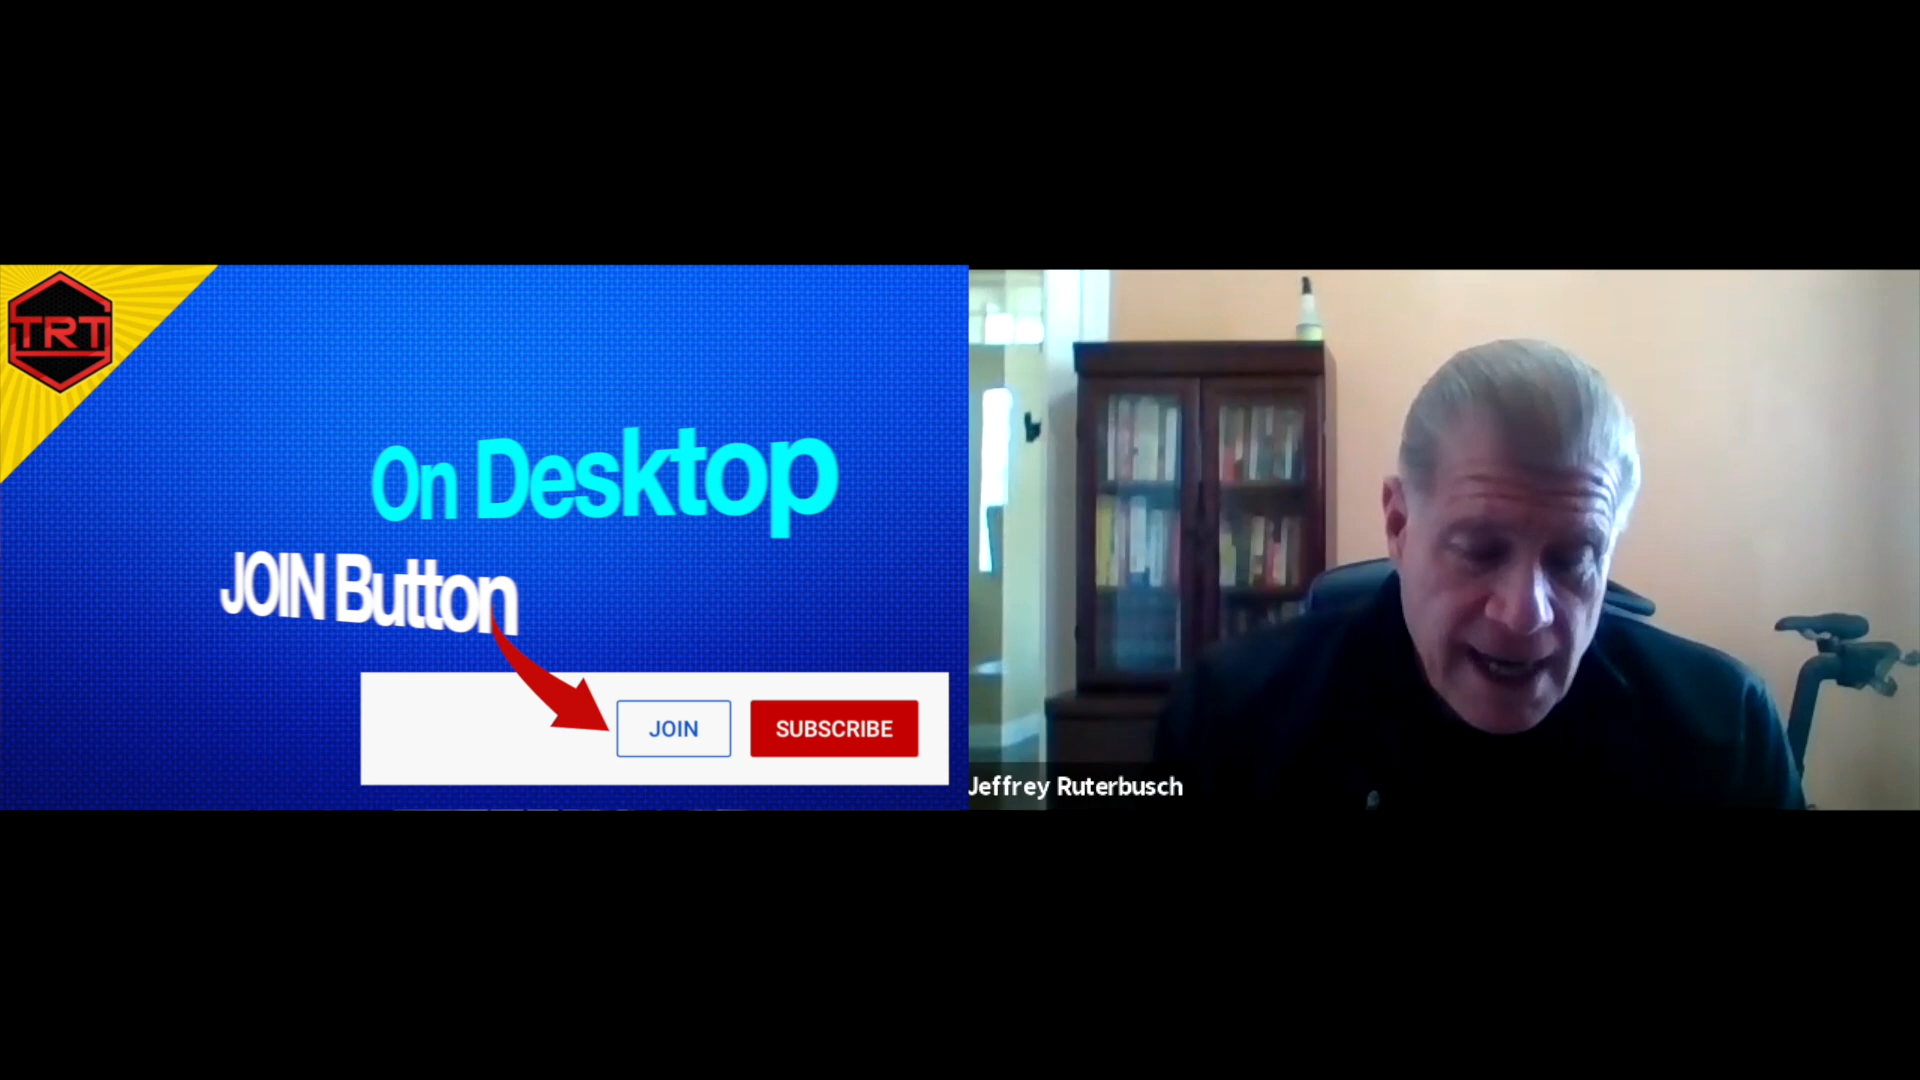 TRT
On Desktop
JOIN Button
JOIN
SUBSCRIBE
Jeffrey Ruterbusch